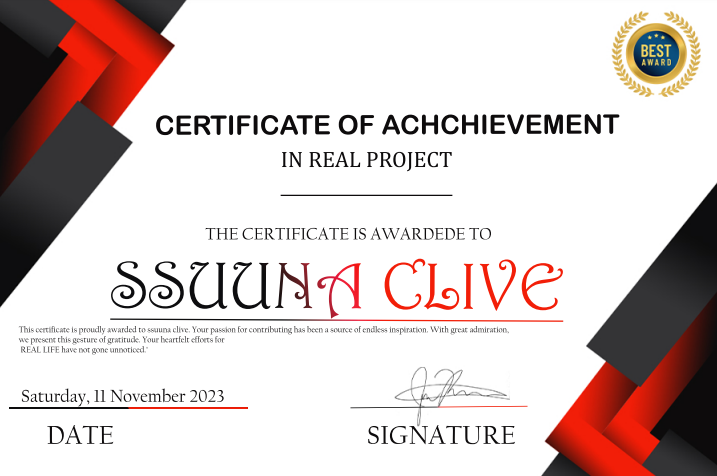 BEST
AWARD
CERTIFICATE OF ACHCHIEVEMENT
IN REAL PROJECT
THE CERTIFICATE IS AWARDEDE TO
SSUUNA CLIVE
This certificate is proudly awarded to ssuuna clive. Your passion for contributing has been a source of endless inspiration. With great admiration,
we present this gesture of gratitude. Your heartfelt efforts for
REAL LIFE have not gone unnoticed."
Saturday, 11 November 2023
DATE
SIGNATURE